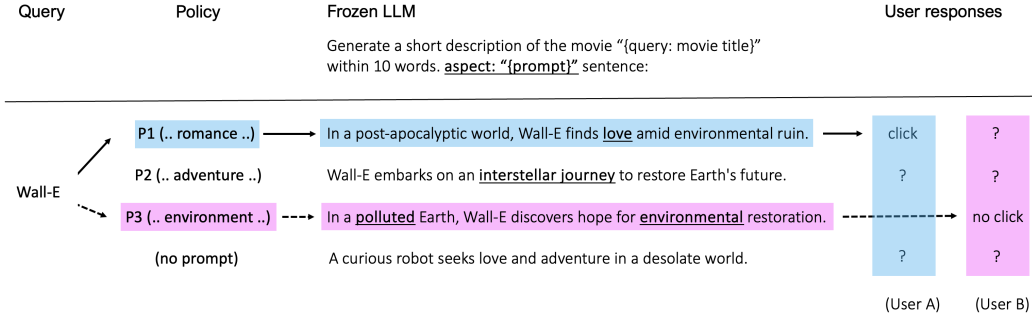 Query Policy Frozen LLM User responses
Generate a short description of the movie “{query: movie title}”
within 10 words. aspect: “{prompt}” sentence:
P1 (.. romance ..) In a post-apocalyptic world, Wall-E finds love amid environmental ruin. click ?
P2 (.. adventure ..) Wall-E embarks on an interstellar journey to restore Earth's future. ? ?
Wall-E
P3 (.. environment ..) In a polluted Earth, Wall-E discovers hope for environmental restoration. no click
(no prompt) A curious robot seeks love and adventure in a desolate world. ? ?
(User A) (User B)